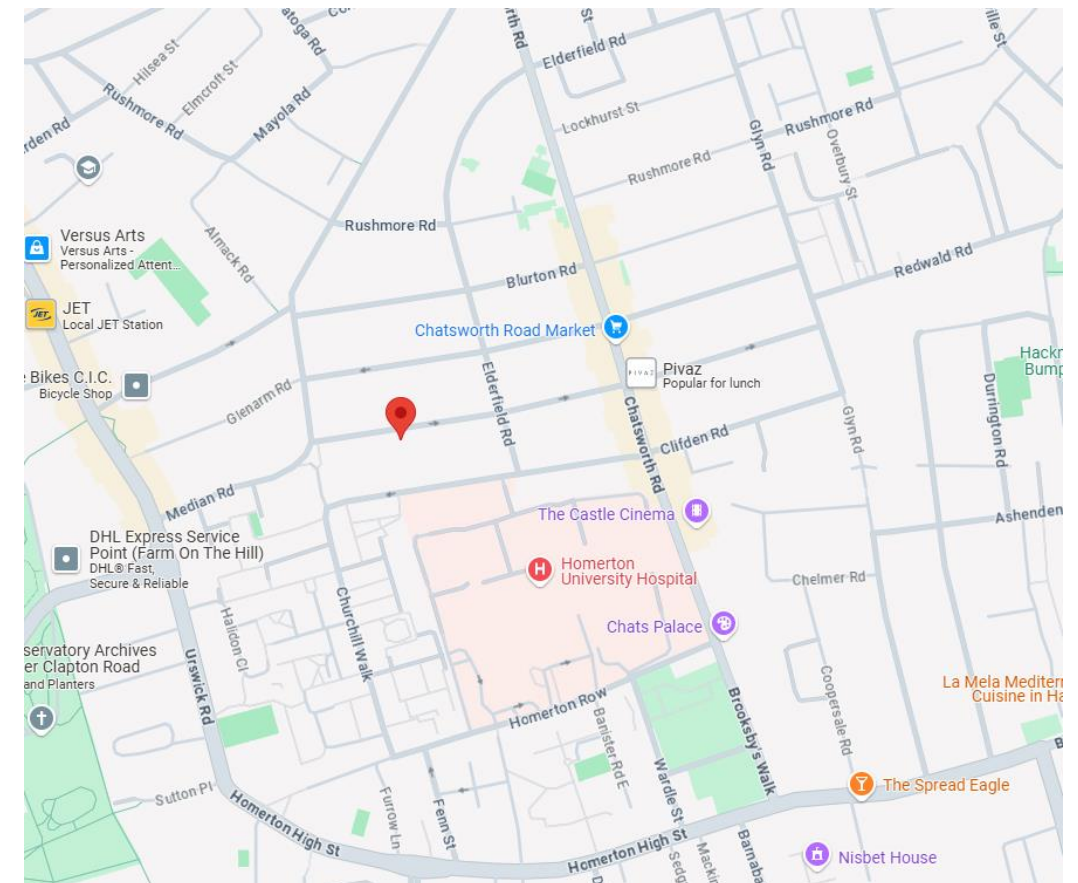 Hilsea St
Elmcroft St
Rushmore Rd
Mayola Rd
Elderfield Rd
Lockhurst St
Rushmore Rd
Glyn Rd
Rushmore Rd
Overbury St
Almack Rd
Rushmore Rd
Versus Arts
Versus Arts -
Personalized Attent...
Blurton Rd
Redwald Rd
JET
JET
Local JET Station
Chatsworth Road Market
PIVAZ
Pivaz
Popular for lunch
Bikes C.I.C.
Bicycle Shop
Glenarm Rd
Elderfield Rd
Chatsworth Rd
Clifden Rd
Glyn Rd
Durrington Rd
Median Rd
The Castle Cinema
DHL Express Service
Point (Farm On The Hill)
DHL® Fast,
Secure & Reliable
H
Homerton
University Hospital
Chelmer Rd
Ashenden
Halidon Cl
Churchill Walk
Chats Palace
servatory Archives
er Clapton Road
and Planters
Urswick Rd
Homerton Row
Banister Rd
E
Brooksby's Walk
Coopersale Rd
La Mela Mediter
Cuisine in Ha
Sutton Pl
Furrow Ln
Fenn St
Wardle St
The Spread Eagle
Homerton High St
Homerton High St
Nisbet House